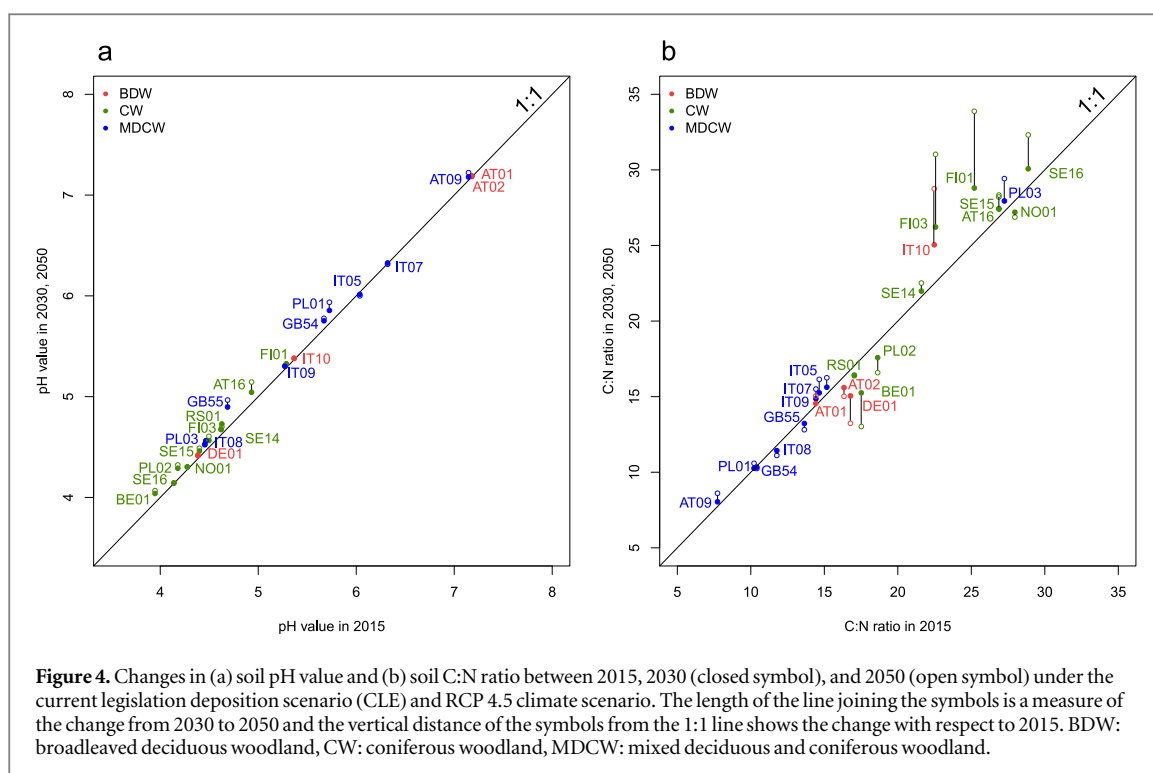 a
b
BDW
CW
MDCW
1:1
AT09
AT01
AT02
IT07
IT05
PL01
GB54
FI01
IT10
IT09
AT16
GB55
RS01
FI03
SE14
PL03
IT08
SE15
DE01
PL02
NO01
SE16
BE01
4
5
6
7
8
pH value in 2030, 2050
4
5
6
7
8
pH value in 2015
BDW
CW
MDCW
1:1
FI01
SE16
PL03
SE15
AT16
NO01
FI03
IT10
SE14
PL02
RS01
IT05
AT02
IT07
BE01
IT09
DE01
AT01
GB55
IT08
PL01
GB54
AT09
5
10
15
20
25
30
35
C:N ratio in 2030, 2050
5
10
15
20
25
30
35
C:N ratio in 2015
Figure 4. Changes in (a) soil pH value and (b) soil C:N ratio between 2015, 2030 (closed symbol), and 2050 (open symbol) under the
current legislation deposition scenario (CLE) and RCP 4.5 climate scenario. The length of the line joining the symbols is a measure of
the change from 2030 to 2050 and the vertical distance of the symbols from the 1:1 line shows the change with respect to 2015. BDW:
broadleaved deciduous woodland, CW: coniferous woodland, MDCW: mixed deciduous and coniferous woodland.